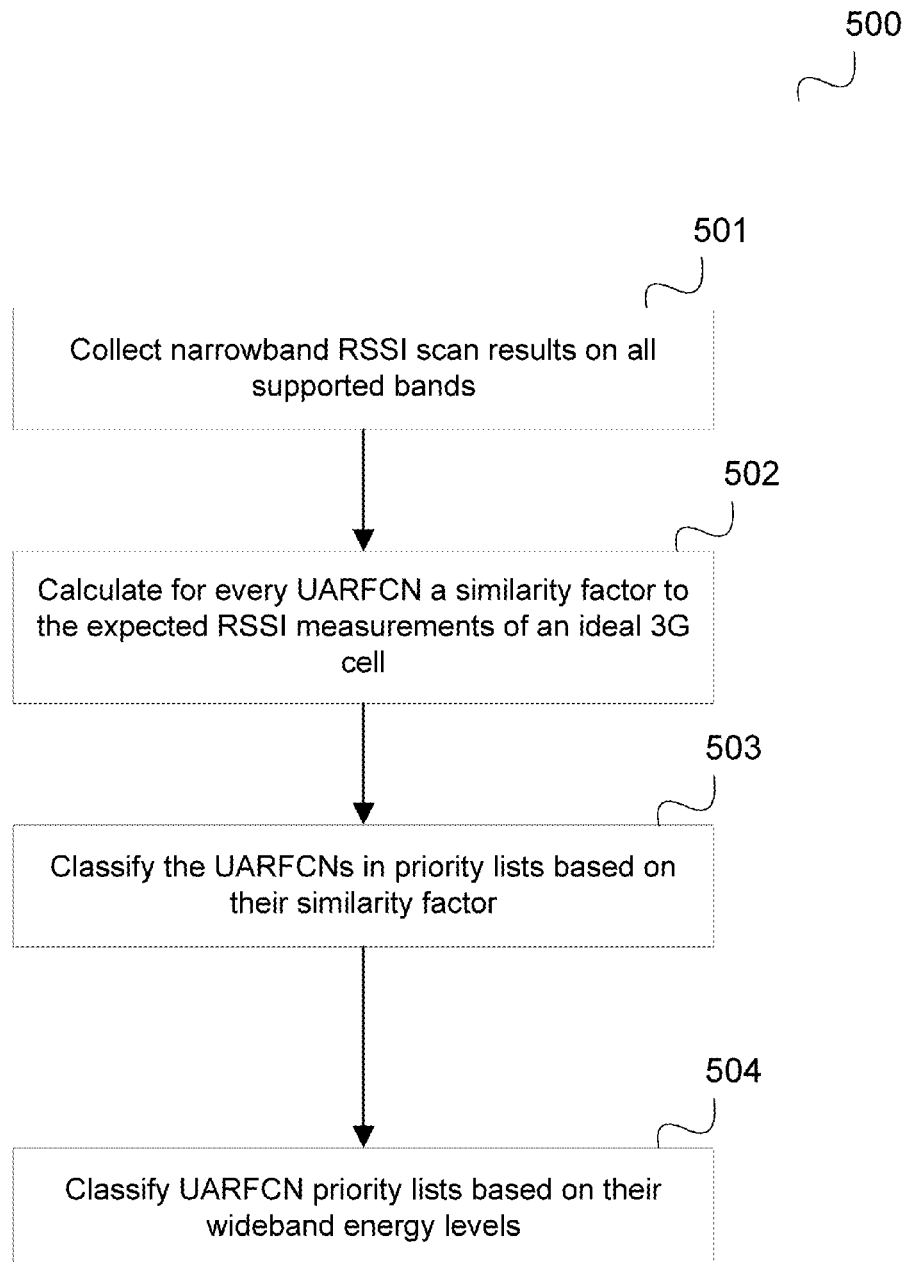 500
501
Collect narrowband RSSI scan results on all
supported bands
502
Calculate for every UARFCN a similarity factor to
the expected RSSI measurements of an ideal 3G
cell
503
Classify the UARFCNs in priority lists based on
their similarity factor
504
Classify UARFCN priority lists based on their
wideband energy levels